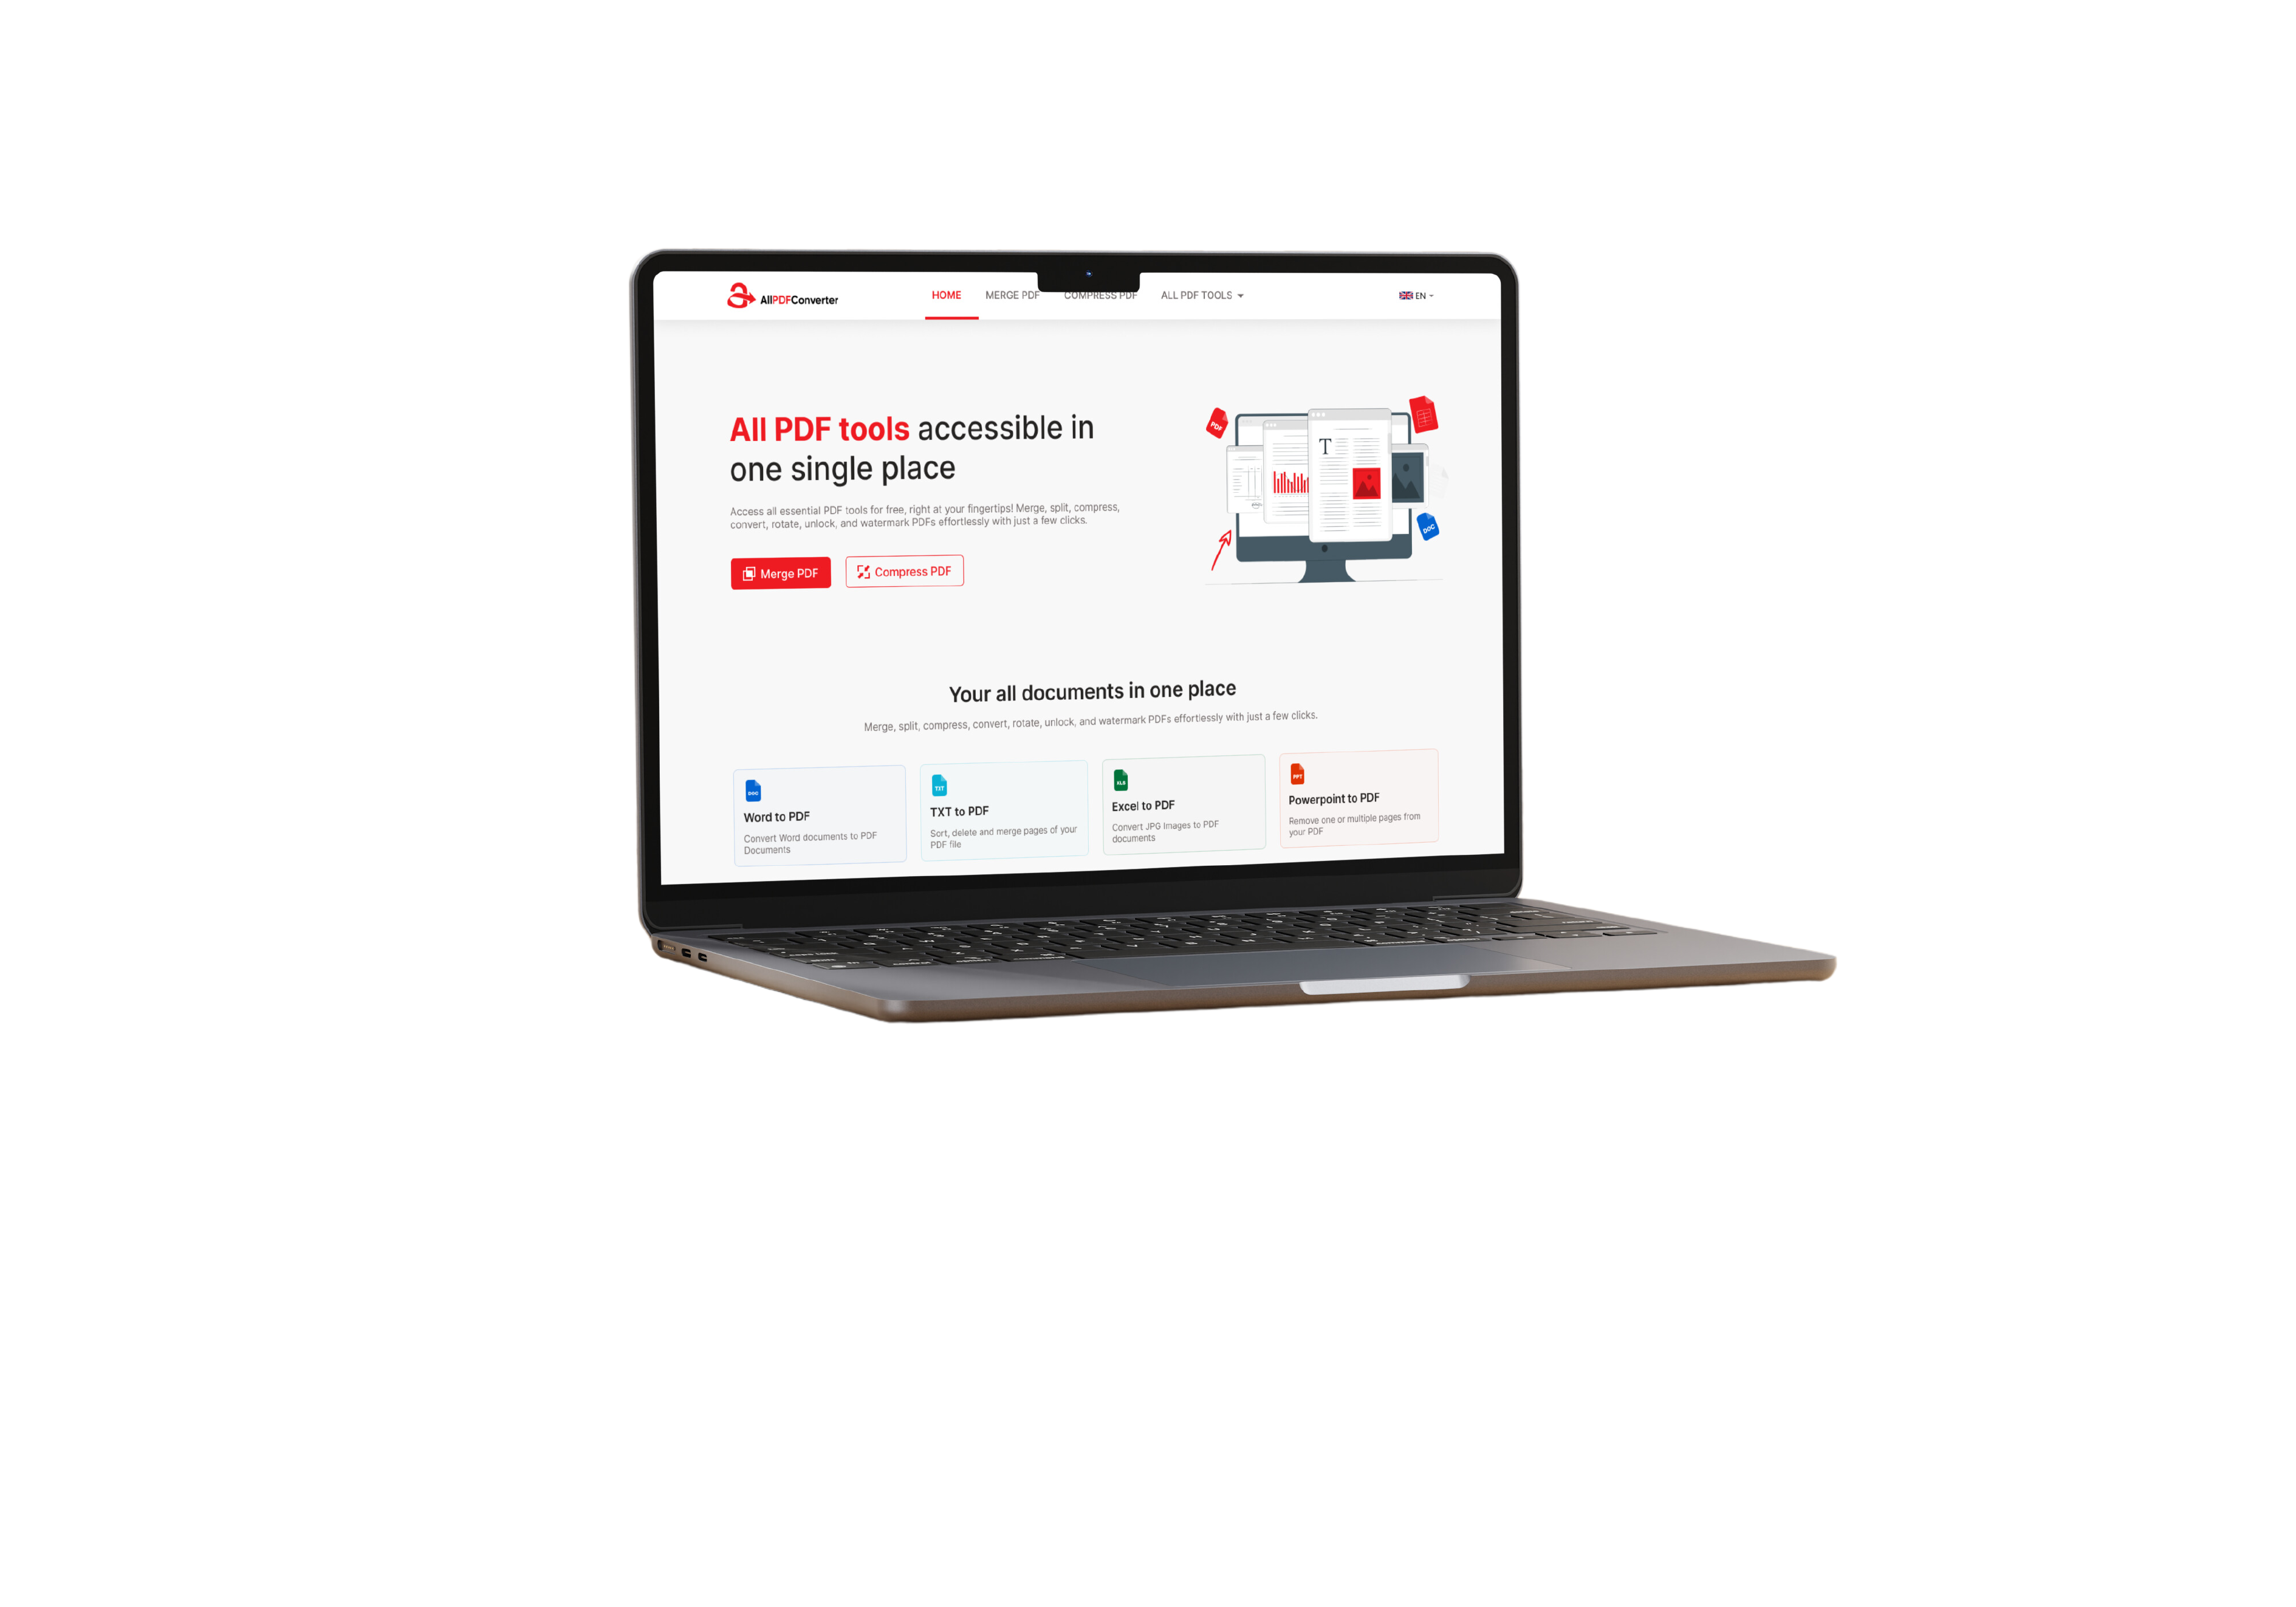 AllPDFConverter
HOME
MERGE PDF
COMPRESS PDF
ALL PDF TOOLS
EN
All PDF tools accessible in
one single place
Access all essential PDF tools for free, right at your fingertips! Merge, split, compress,
convert, rotate, unlock, and watermark PDFs effortlessly with just a few clicks.
Merge PDF
Compress PDF
PDF
T
DOC
Your all documents in one place
Merge, split, compress, convert, rotate, unlock, and watermark PDFs effortlessly with just a few clicks.
DOC
Word to PDF
Convert Word documents to PDF
Documents
TXT
TXT to PDF
Sort, delete and merge pages of your
PDF file
XLS
Excel to PDF
Convert JPG Images to PDF
documents
PPT
Powerpoint to PDF
Remove one or multiple pages from
your PDF